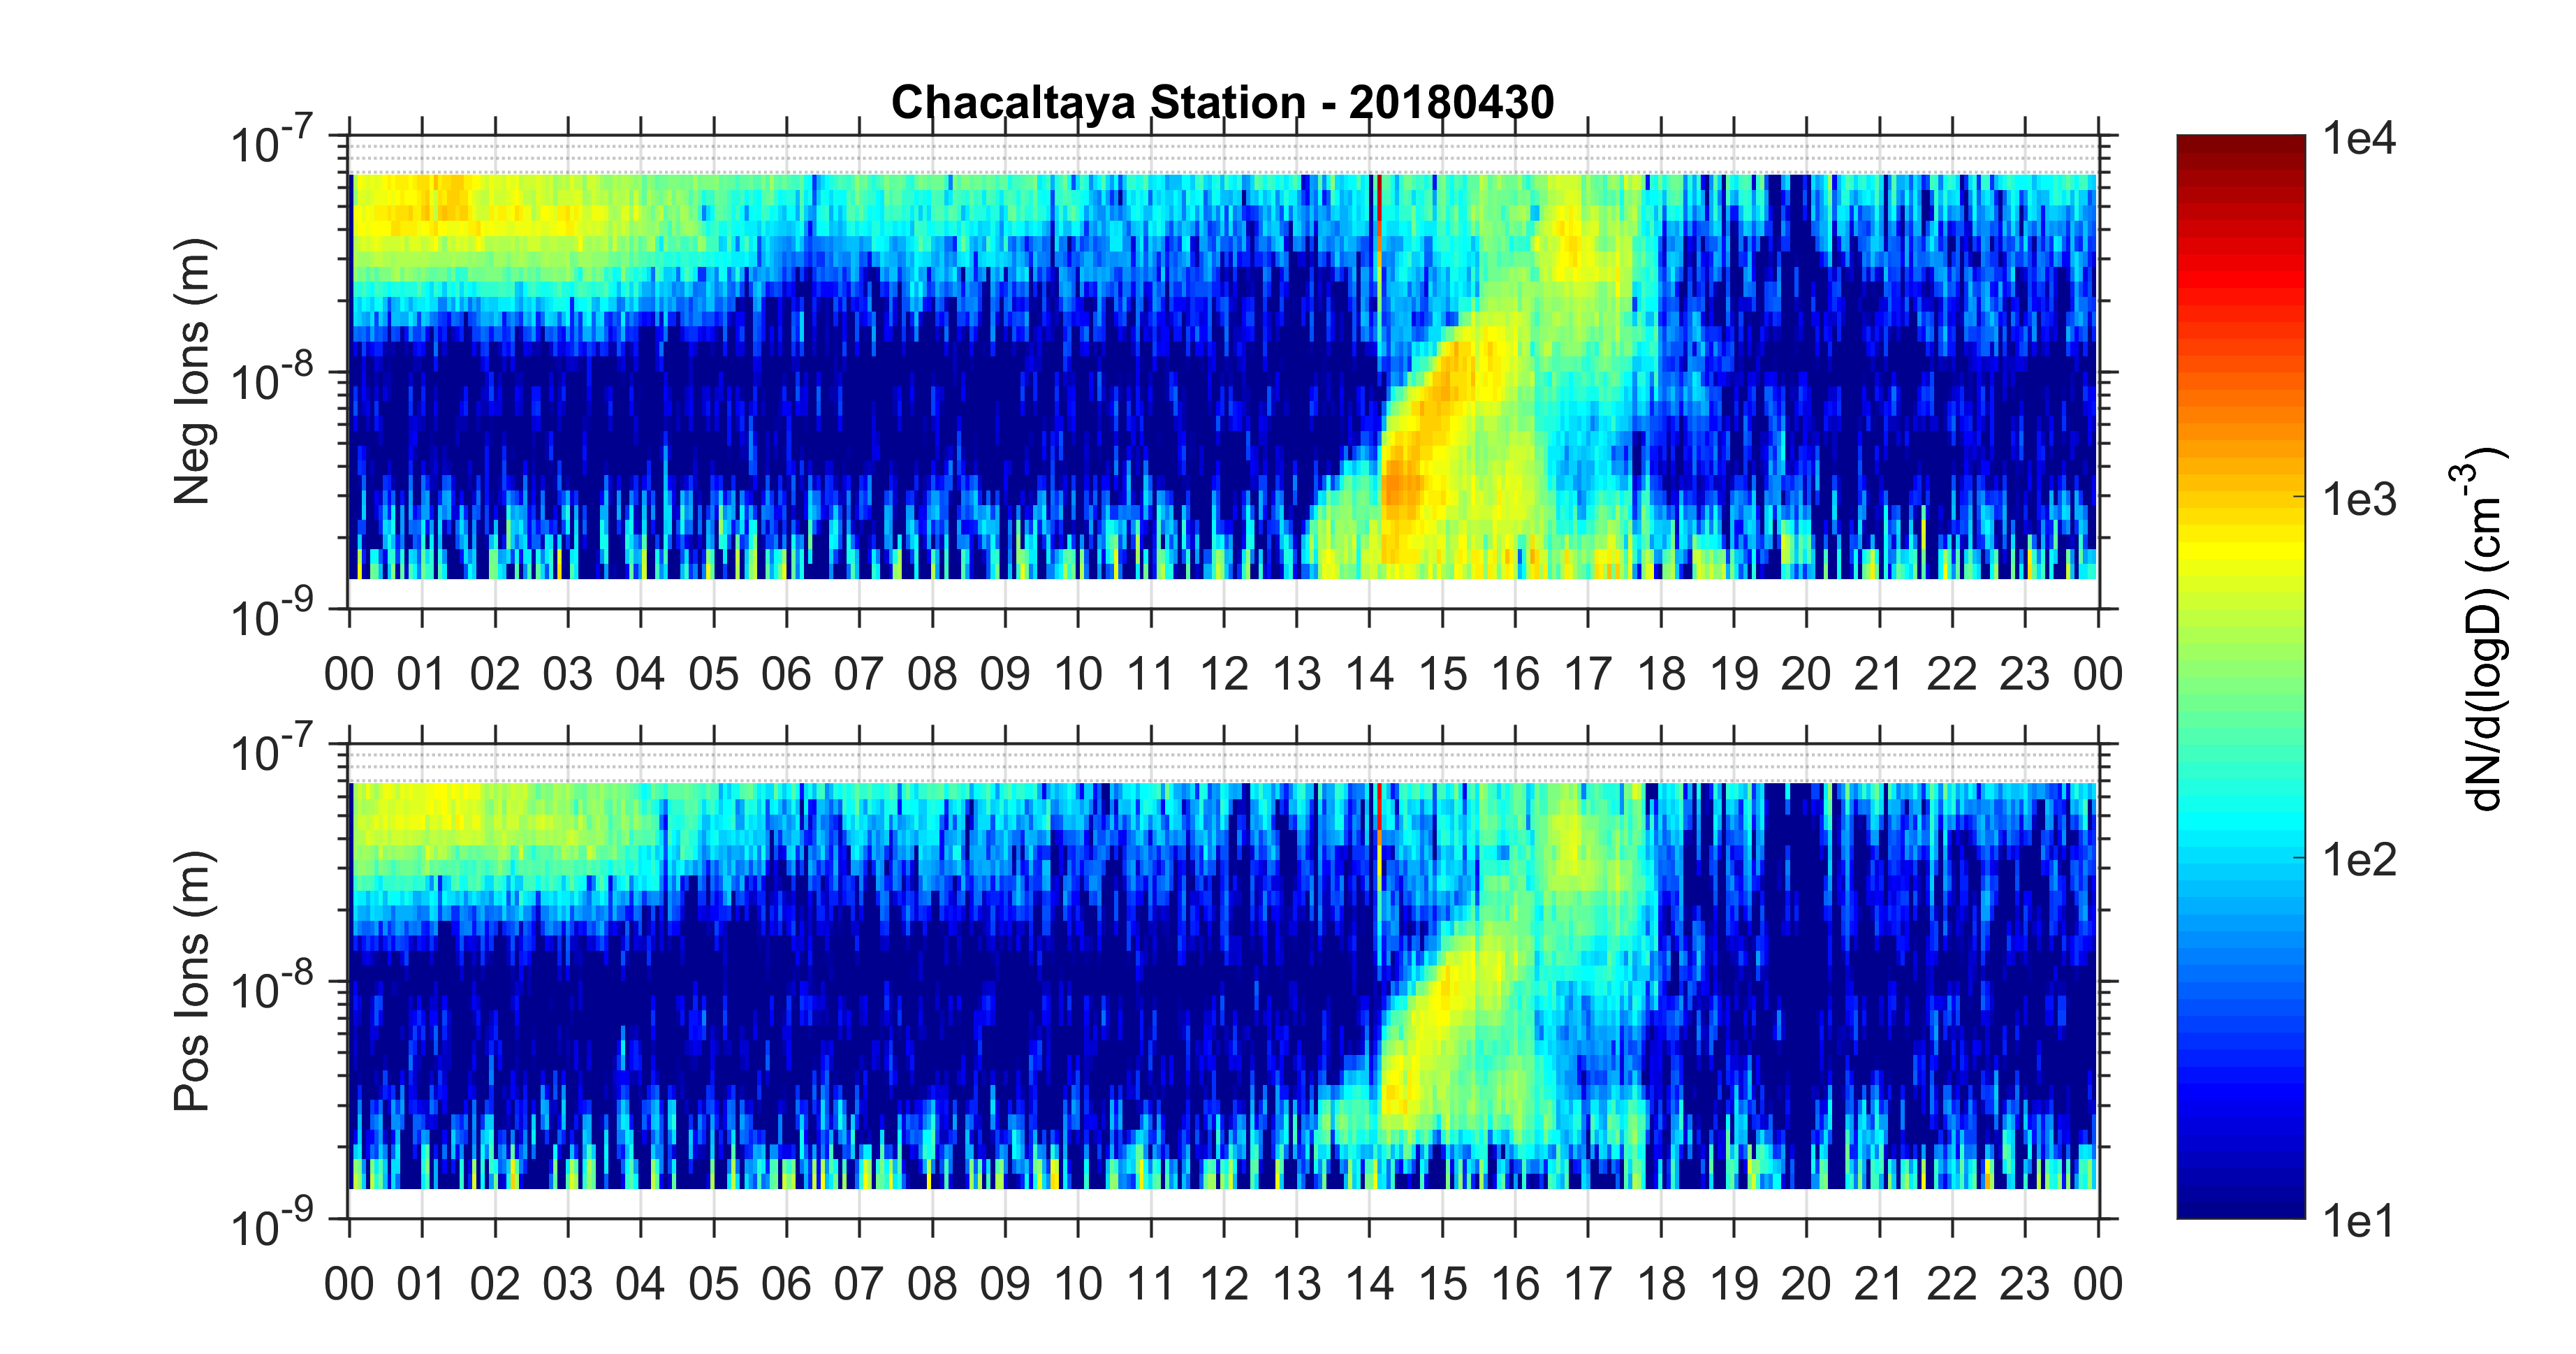 Chacaltaya Station - 20180430
10-7
10-8
10-9
Neg Ions (m)
00 01 02 03 04 05 06 07 08 09 10 11 12 13 14 15 16 17 18 19 20 21 22 23 00
10-7
10-8
10-9
Pos Ions (m)
00 01 02 03 04 05 06 07 08 09 10 11 12 13 14 15 16 17 18 19 20 21 22 23 00
1e4
1e3
1e2
1e1
dN/d(logD) (cm-3)